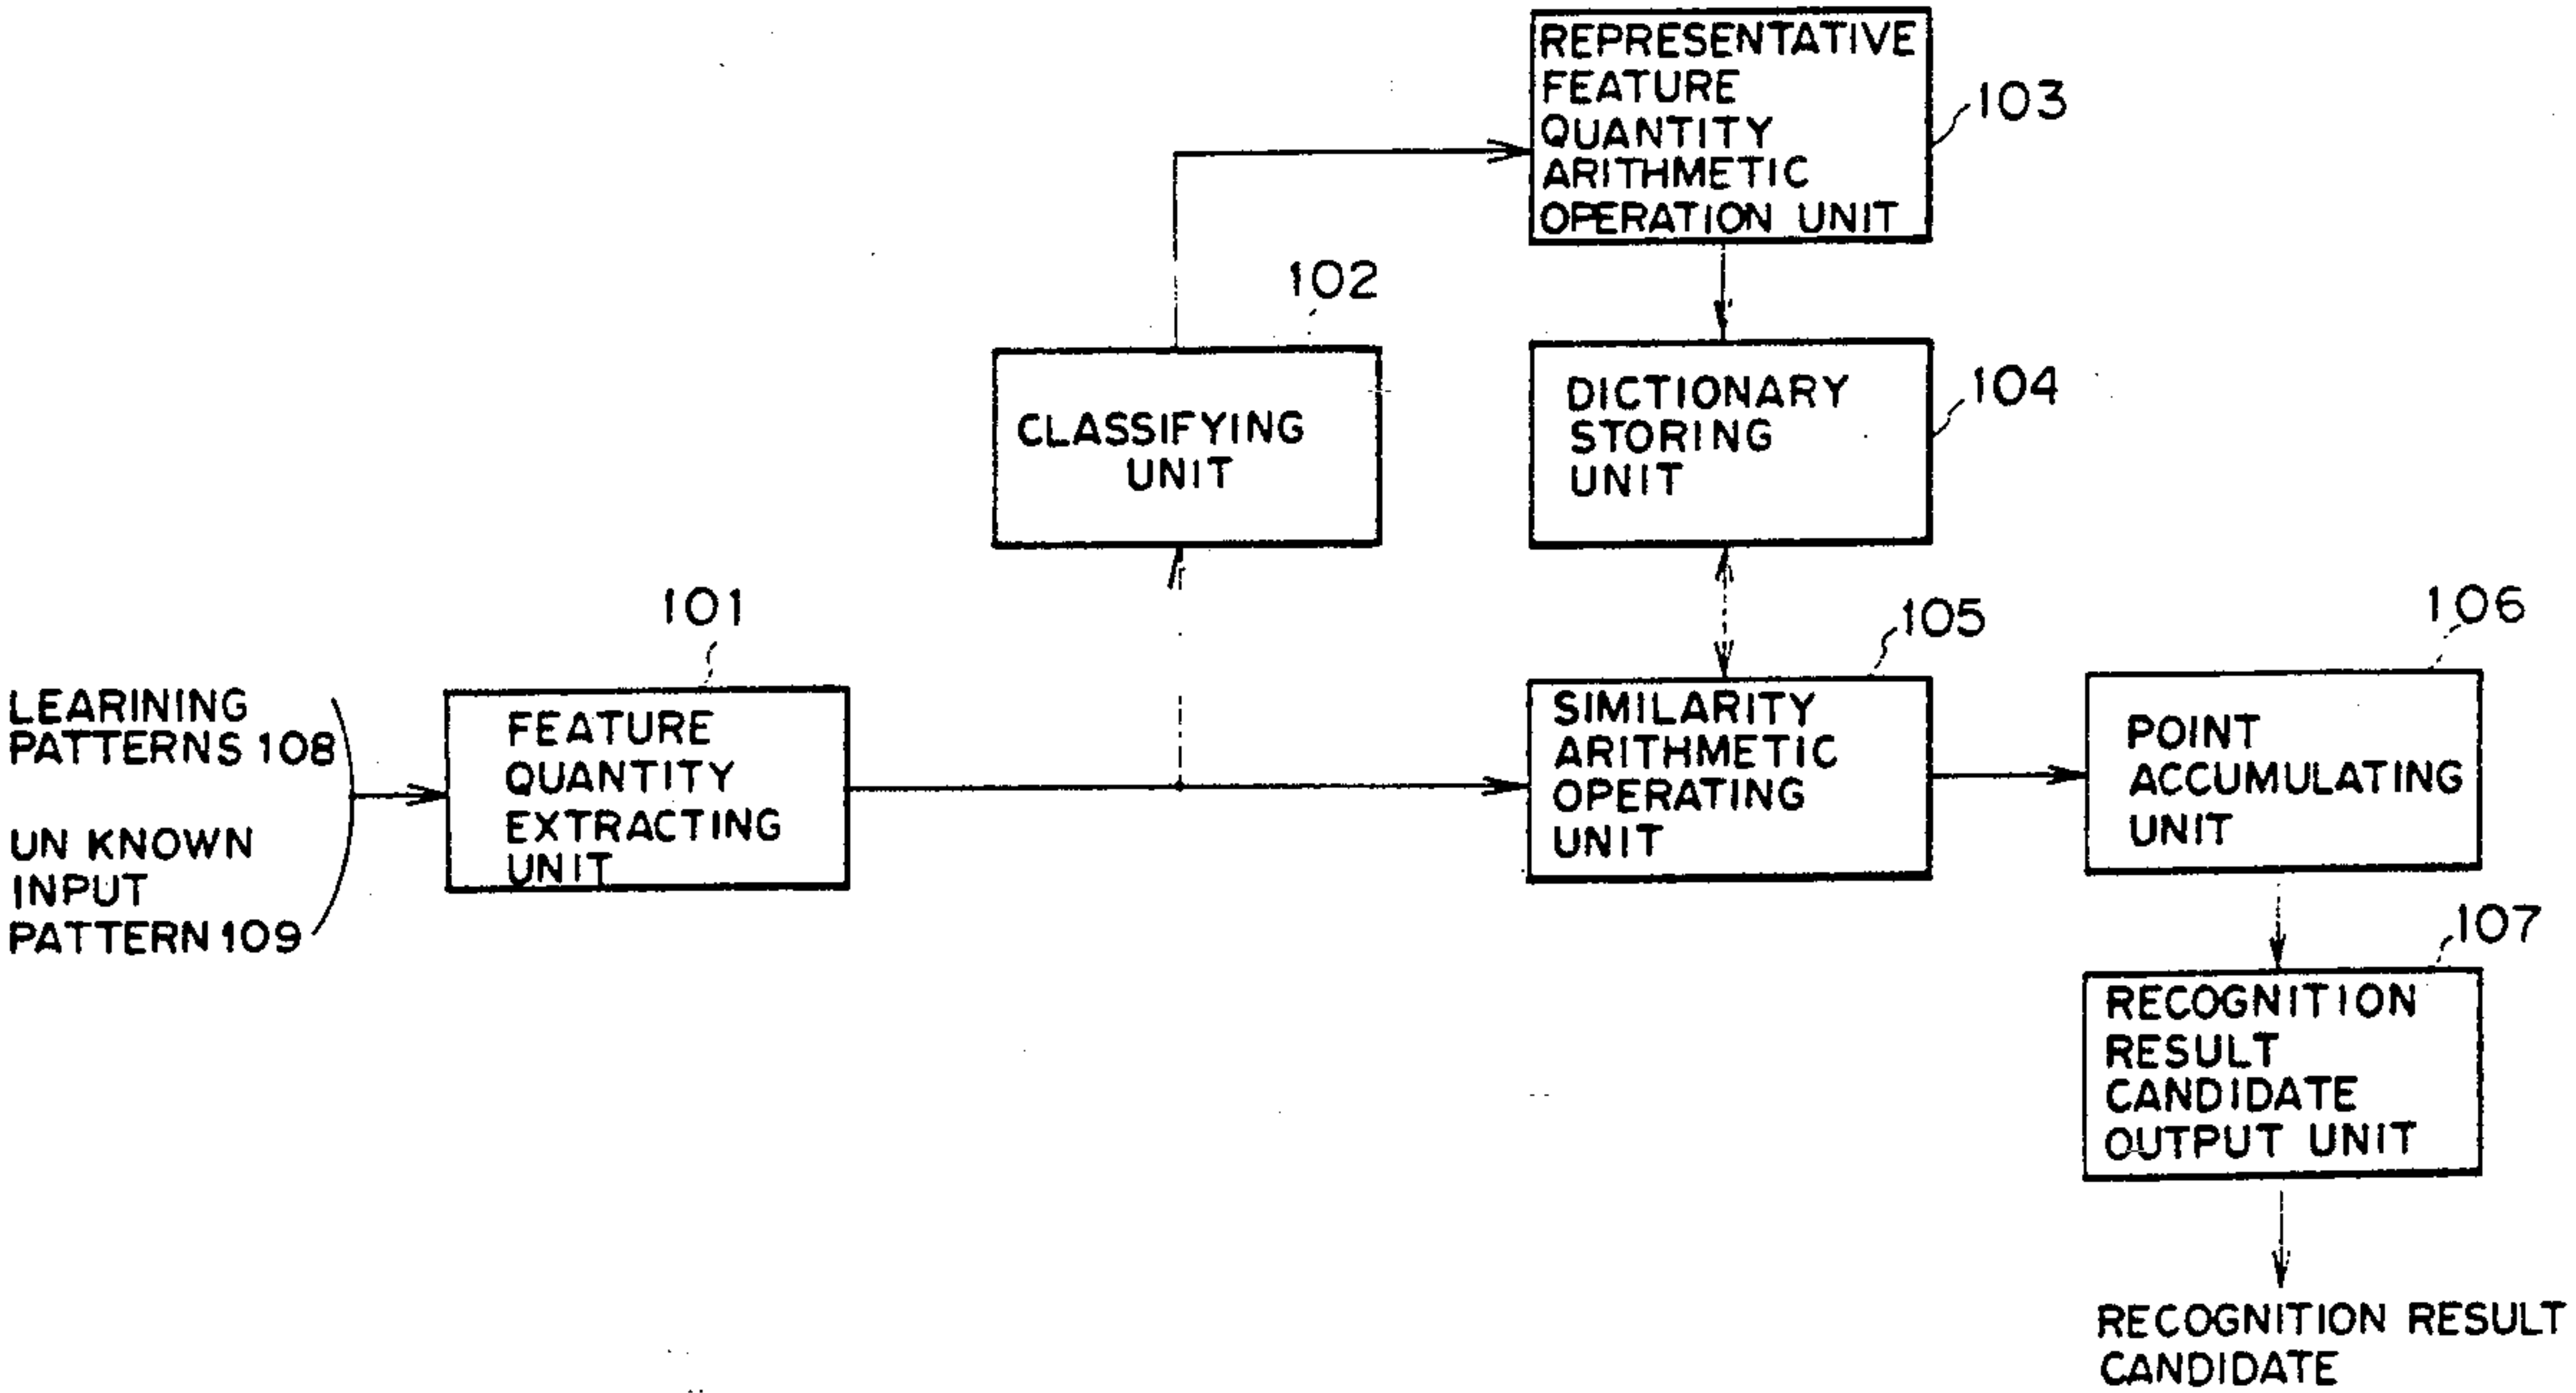 REPRESENTATIVE
FEATURE
QUANTITY
ARITHMETIC
OPERATION UNIT
103
102
CLASSIFYING
UNIT
DICTIONARY
STORING
UNIT
104
101
LEARINING
PATTERNS 108
UN KNOWN
INPUT
PATTERN 109
FEATURE
QUANTITY
EXTRACTING
UNIT
105
SIMILARITY
ARITHMETIC
OPERATING
UNIT
106
POINT
ACCUMULATING
UNIT
107
RECOGNITION
RESULT
CANDIDATE
OUTPUT UNIT
RECOGNITION RESULT
CANDIDATE